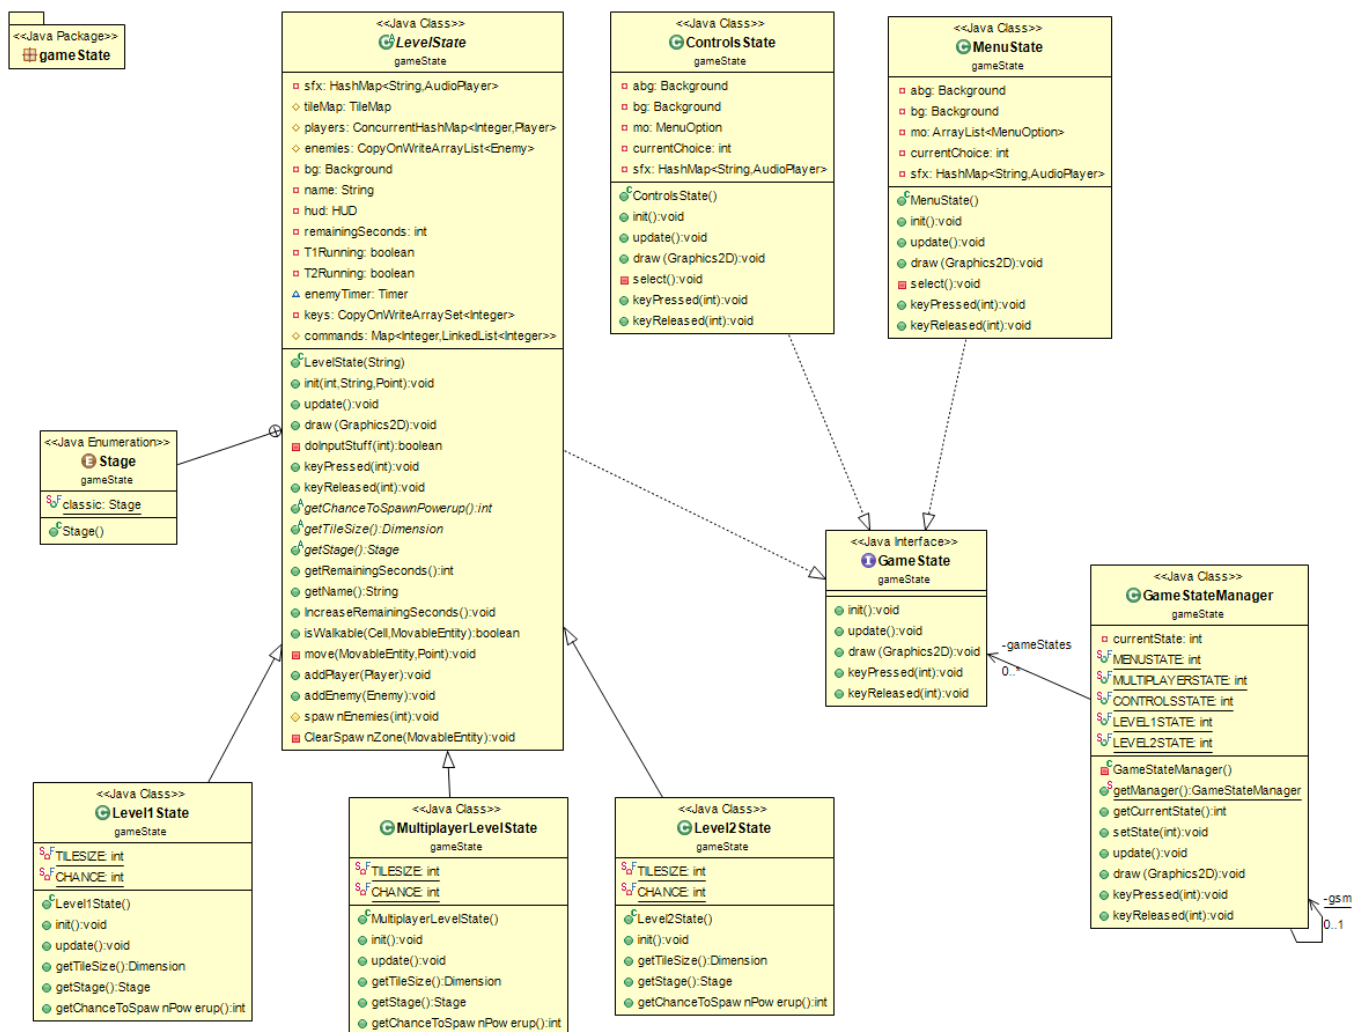 <<Java Package>>
gameState
<<Java Class>>
LevelState
gameState
sfx: HashMap<String,AudioPlayer>
tileMap: TileMap
players: ConcurrentHashMap<Integer,Player>
enemies: CopyOnWriteArrayList<Enemy>
bg: Background
name: String
hud: HUD
remainingSeconds: int
T1Running: boolean
T2Running: boolean
enemyTimer: Timer
keys: CopyOnWriteArraySet<Integer>
commands: Map<Integer,LinkedList<Integer>>
LevelState(String)
init(int,String,Point):void
update():void
draw(Graphics2D):void
doInputStuff(int):boolean
keyPressed(int):void
keyReleased(int):void
getChanceToSpawnPowerup():int
getTileSize():Dimension
getStage():Stage
getRemainingSeconds():int
getName():String
IncreaseRemainingSeconds():void
isWalkable(Cell,MovableEntity):boolean
move(MovableEntity,Point):void
addPlayer(Player):void
addEnemy(Enemy):void
spawnEnemies(int):void
ClearSpawnZone(MovableEntity):void
<<Java Class>>
ControlsState
gameState
abg: Background
bg: Background
mo: MenuOption
currentChoice: int
sfx: HashMap<String,AudioPlayer>
ControlsState()
init():void
update():void
draw(Graphics2D):void
select():void
keyPressed(int):void
keyReleased(int):void
<<Java Class>>
MenuState
gameState
abg: Background
bg: Background
mo: ArrayList<MenuOption>
currentChoice: int
sfx: HashMap<String,AudioPlayer>
MenuState()
init():void
update():void
draw(Graphics2D):void
select():void
keyPressed(int):void
keyReleased(int):void
<<Java Enumeration>>
Stage
gameState
classic: Stage
Stage()
<<Java Interface>>
GameState
gameState
init():void
update():void
draw(Graphics2D):void
keyPressed(int):void
keyReleased(int):void
-gameStates
0..*
<<Java Class>>
GameStateManager
gameState
currentState: int
MENUSTATE: int
MULTIPLAYERSTATE: int
CONTROLSSTATE: int
LEVEL1STATE: int
LEVEL2STATE: int
GameStateManager()
getManager():GameStateManager
getCurrentState():int
setState(int):void
update():void
draw(Graphics2D):void
keyPressed(int):void
keyReleased(int):void
-gsm
0..1
<<Java Class>>
Level1State
gameState
TILESIZE: int
CHANCE: int
Level1State()
init():void
update():void
getTileSize():Dimension
getStage():Stage
getChanceToSpawnPowerup():int
<<Java Class>>
MultiplayerLevelState
gameState
TILESIZE: int
CHANCE: int
MultiplayerLevelState()
init():void
update():void
getTileSize():Dimension
getStage():Stage
getChanceToSpawnPowerup():int
<<Java Class>>
Level2State
gameState
TILESIZE: int
CHANCE: int
Level2State()
init():void
getTileSize():Dimension
getStage():Stage
getChanceToSpawnPowerup():int